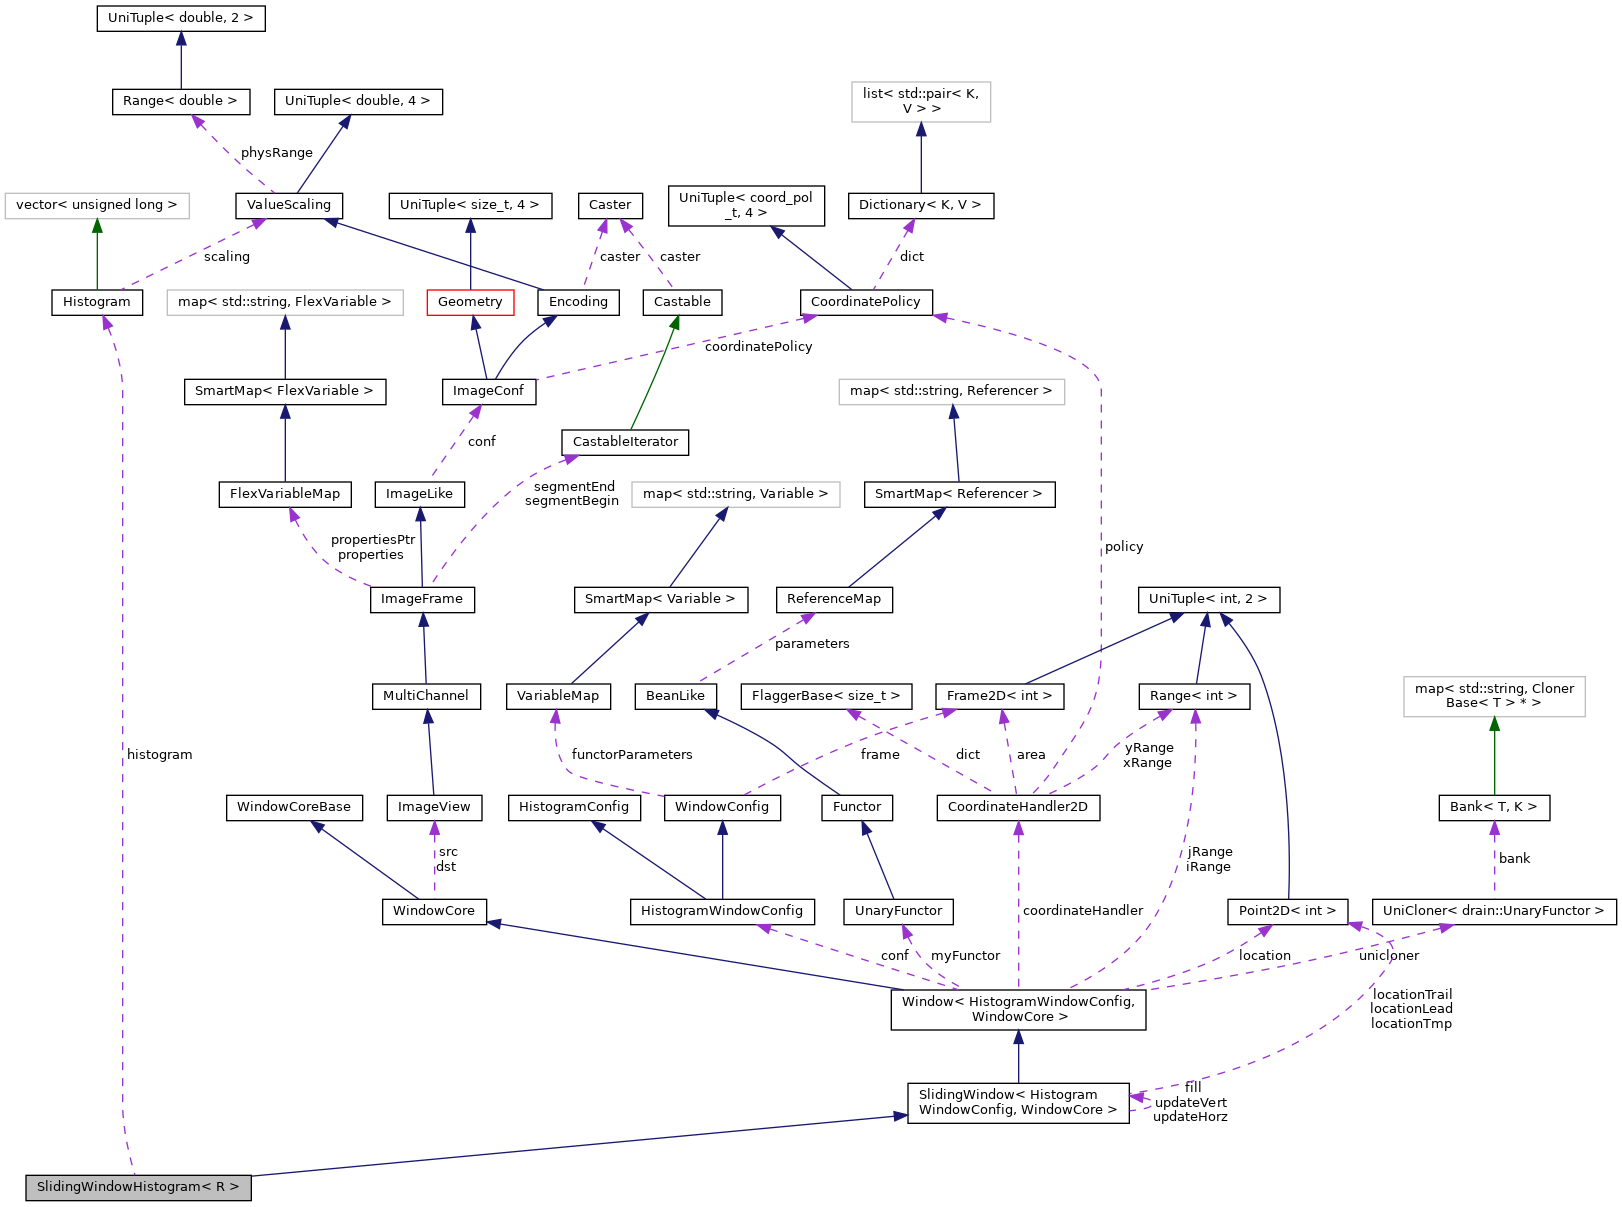 UniTuple< double, 2 >
Range< double >
UniTuple< double, 4 >
list< std::pair< K,
V > >
physRange
vector< unsigned long >
ValueScaling
UniTuple< size_t, 4 >
Caster
UniTuple< coord_pol
_t, 4 >
Dictionary< K, V >
scaling
caster
caster
dict
Histogram
map< std::string, FlexVariable >
Geometry
Encoding
Castable
CoordinatePolicy
coordinatePolicy
SmartMap< FlexVariable >
ImageConf
map< std::string, Referencer >
conf
CastableIterator
segmentEnd
segmentBegin
FlexVariableMap
ImageLike
map< std::string, Variable >
SmartMap< Referencer >
propertiesPtr
properties
policy
ImageFrame
SmartMap< Variable >
ReferenceMap
UniTuple< int, 2 >
parameters
MultiChannel
VariableMap
BeanLike
FlaggerBase< size_t >
Frame2D< int >
Range< int >
map< std::string, Cloner
Base< T > * >
histogram
functorParameters
frame
dict
area
yRange
xRange
WindowCoreBase
ImageView
HistogramConfig
WindowConfig
Functor
CoordinateHandler2D
Bank< T, K >
src
dst
jRange
iRange
bank
WindowCore
HistogramWindowConfig
UnaryFunctor
coordinateHandler
Point2D< int >
UniCloner< drain::UnaryFunctor >
conf
myFunctor
location
unicloner
Window< HistogramWindowConfig,
WindowCore >
locationTrail
locationLead
locationTmp
SlidingWindow< Histogram
WindowConfig, WindowCore >
fill
updateVert
updateHorz
SlidingWindowHistogram< R >